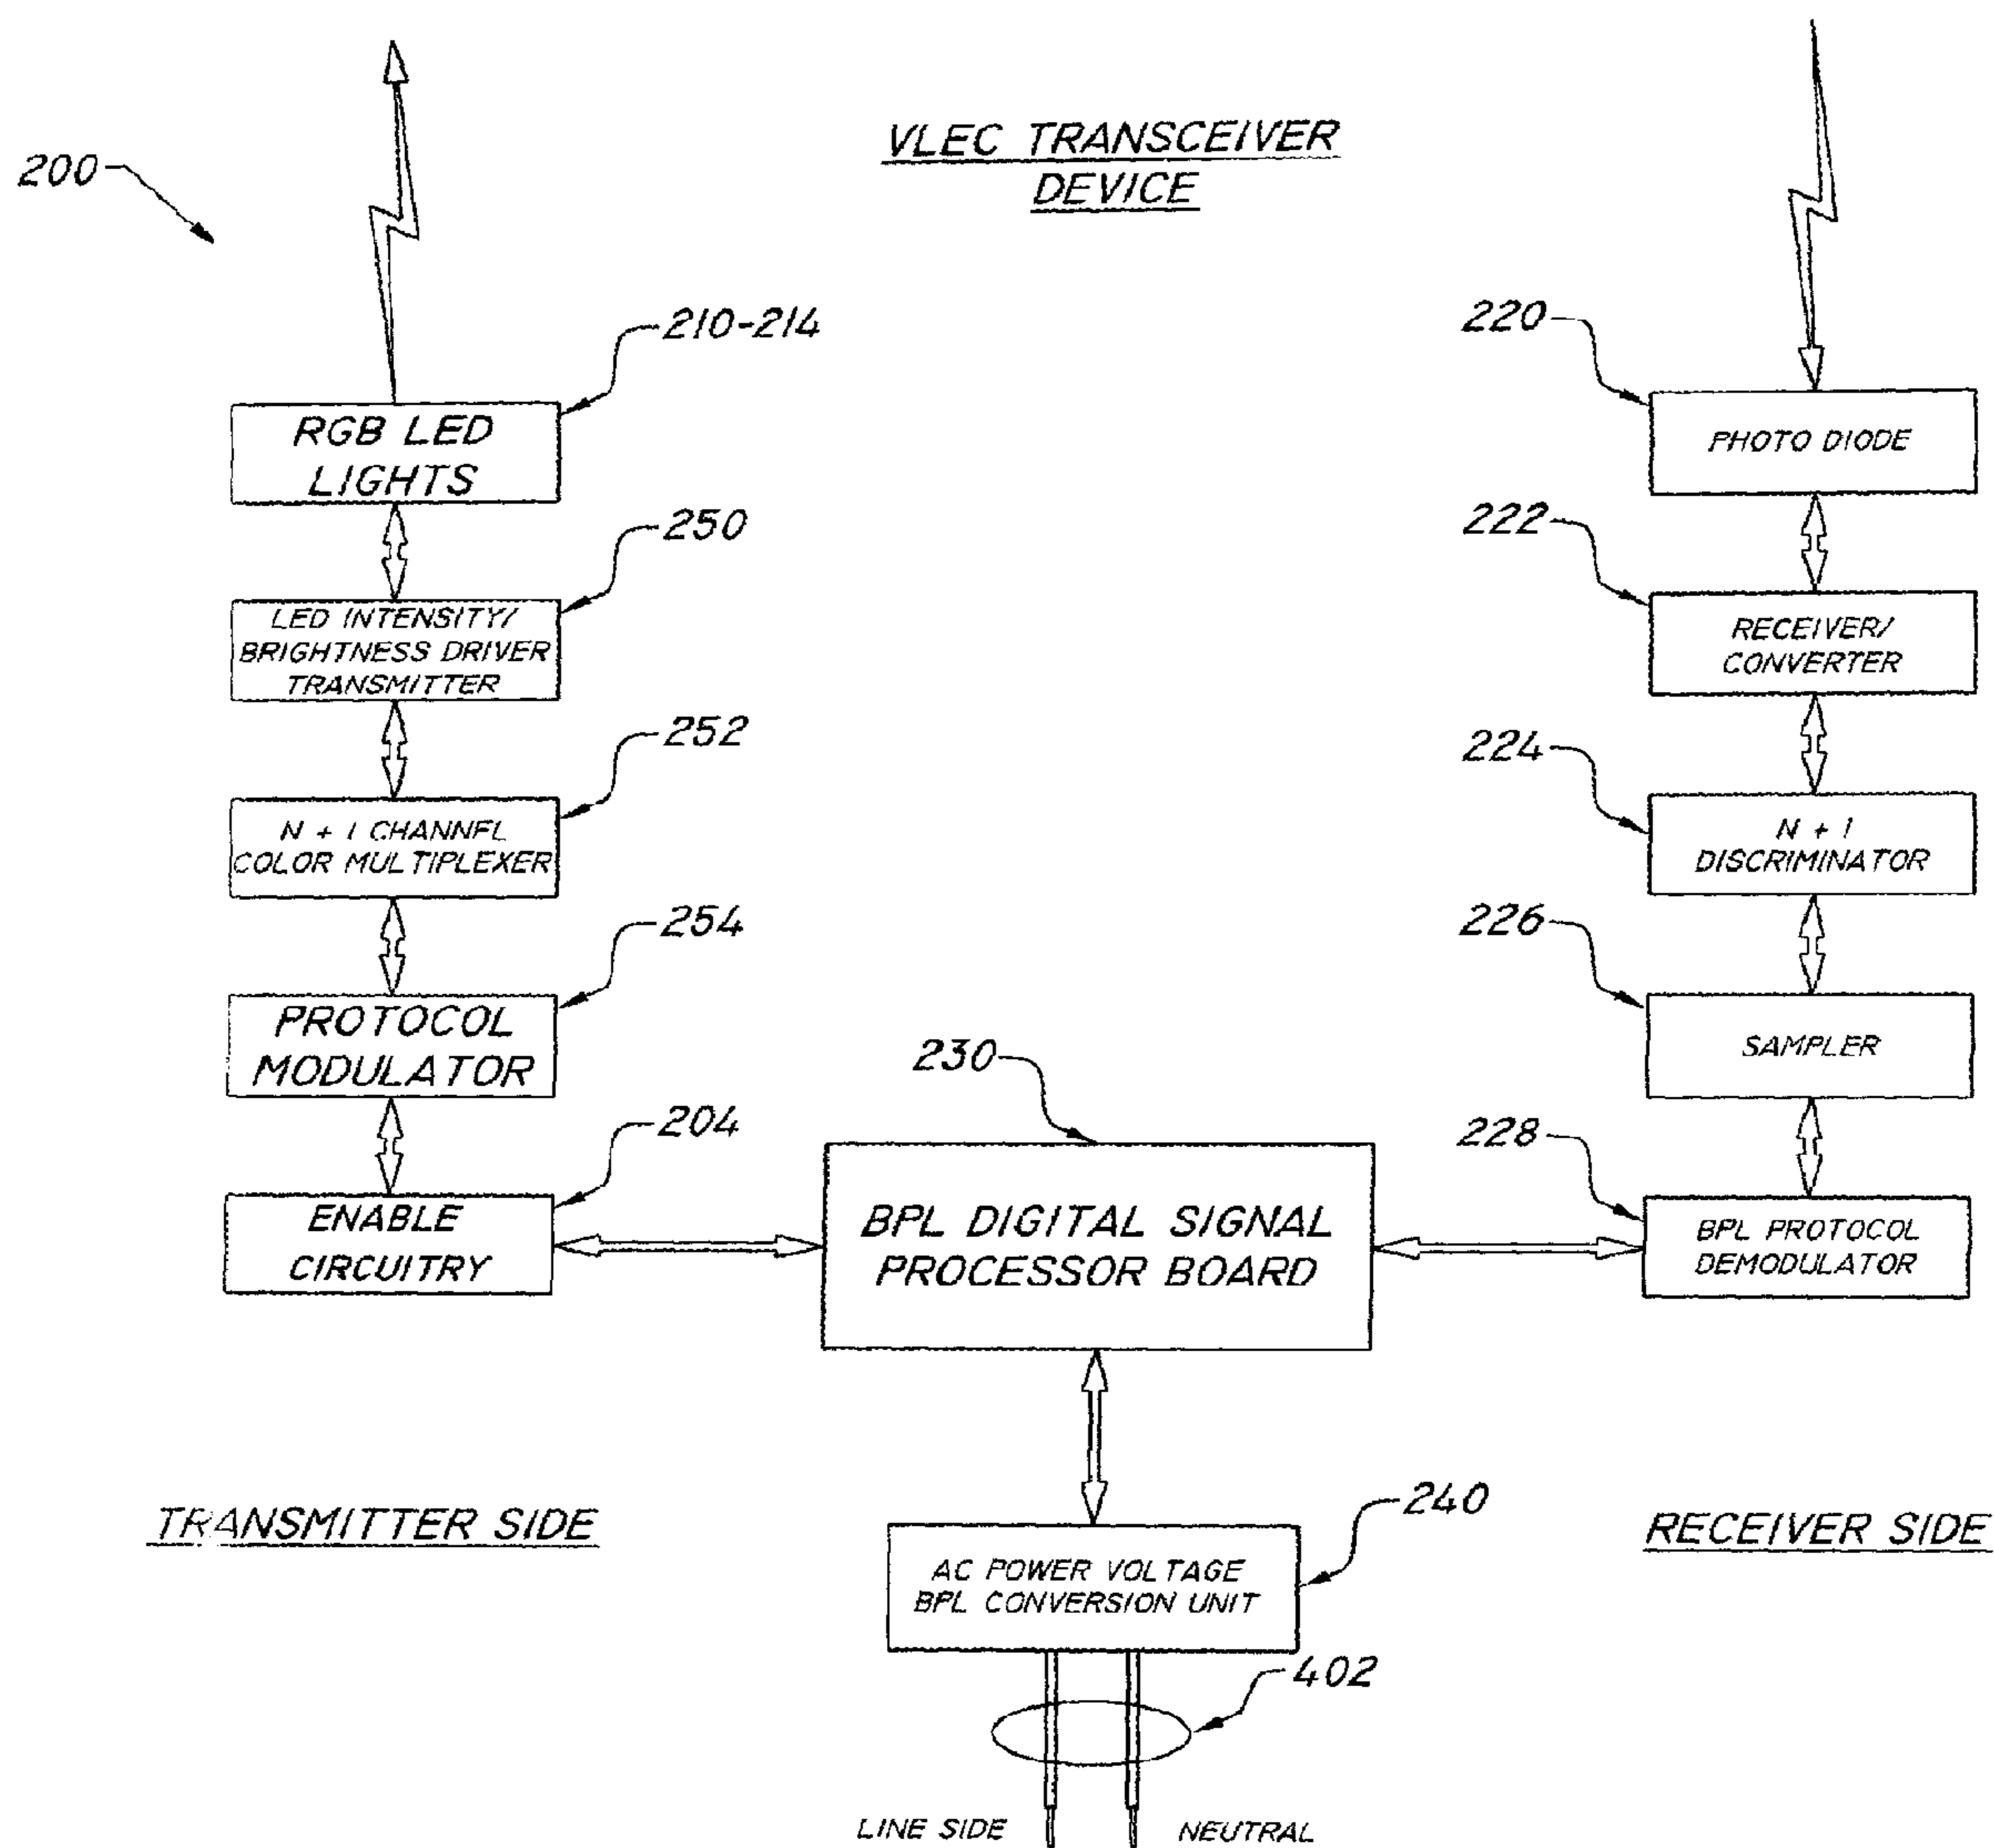 VLEC TRANSCEIVER
DEVICE
200
210-214
RGB LED
LIGHTS
250
LED INTENSITY/
BRIGHTNESS DRIVER
TRANSMITTER
252
N + 1 CHANNEL
COLOR MULTIPLEXER
254
PROTOCOL
MODULATOR
204
ENABLE
CIRCUITRY
230
BPL DIGITAL SIGNAL
PROCESSOR BOARD
220
PHOTO DIODE
222
RECEIVER/
CONVERTER
224
N + 1
DISCRIMINATOR
226
SAMPLER
228
BPL PROTOCOL
DEMODULATOR
TRANSMITTER SIDE
240
AC POWER VOLTAGE
BPL CONVERSION UNIT
RECEIVER SIDE
402
LINE SIDE
NEUTRAL